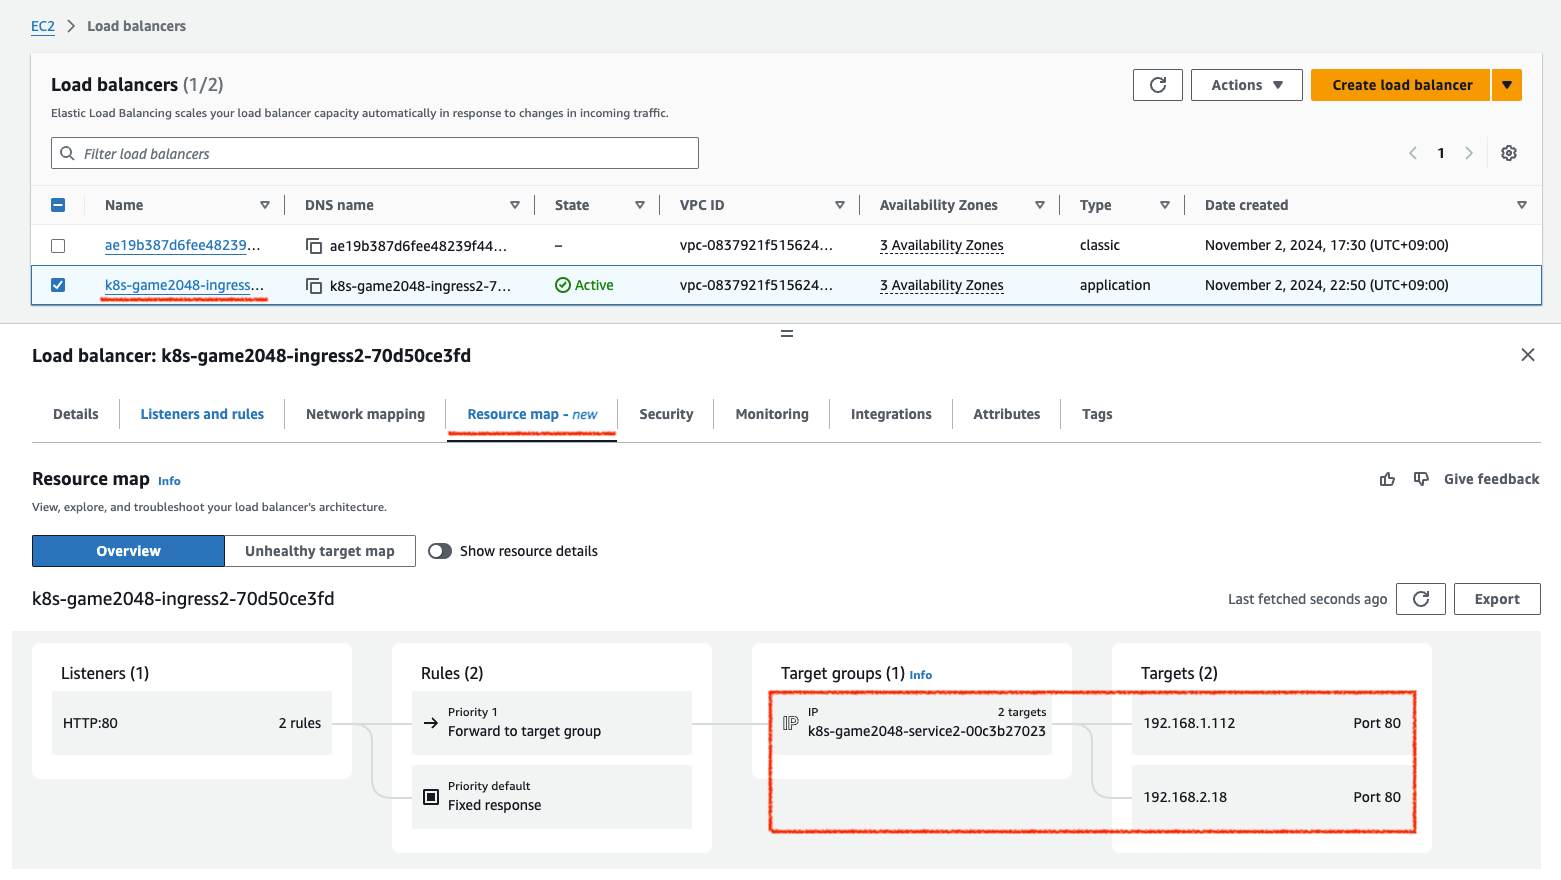 EC2 > Load balancers
Load balancers (1/2)
Actions
Create load balancer
Elastic Load Balancing scales your load balancer capacity automatically in response to changes in incoming traffic.
Filter load balancers
1
Name DNS name State VPC ID Availability Zones Type Date created
ae19b387d6fee48239... ae19b387d6fee48239f44... – vpc-0837921f515624... 3 Availability Zones classic November 2, 2024, 17:30 (UTC+09:00)
k8s-game2048-ingress... k8s-game2048-ingress2-7... Active vpc-0837921f515624... 3 Availability Zones application November 2, 2024, 22:50 (UTC+09:00)
Load balancer: k8s-game2048-ingress2-70d50ce3fd
Details Listeners and rules Network mapping Resource map - new Security Monitoring Integrations Attributes Tags
Resource map Info
Give feedback
View, explore, and troubleshoot your load balancer's architecture.
Overview Unhealthy target map Show resource details
k8s-game2048-ingress2-70d50ce3fd
Last fetched seconds ago
Export
Listeners (1)
HTTP:80 2 rules
Rules (2)
Priority 1
Forward to target group
Priority default
Fixed response
Target groups (1) Info
IP 2 targets
k8s-game2048-service2-00c3b27023
Targets (2)
192.168.1.112 Port 80
192.168.2.18 Port 80